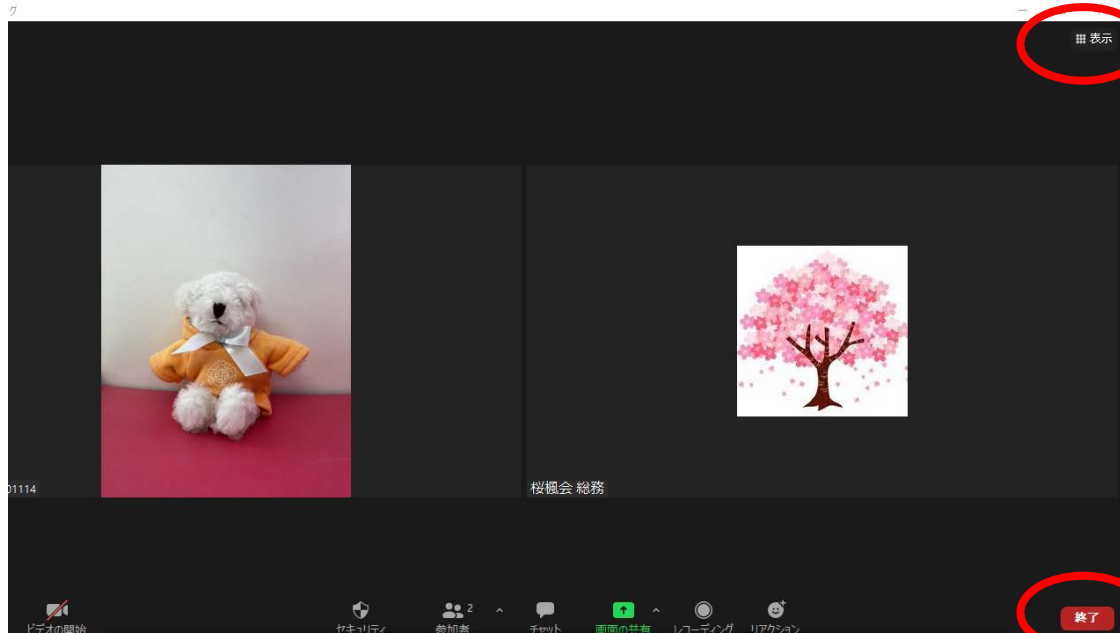 グ
表示
01114
桜楓会 総務
ビデオの開始
セキュリティ
参加者
2
チャット
画面の共有
レコーディング
リアクション
終了